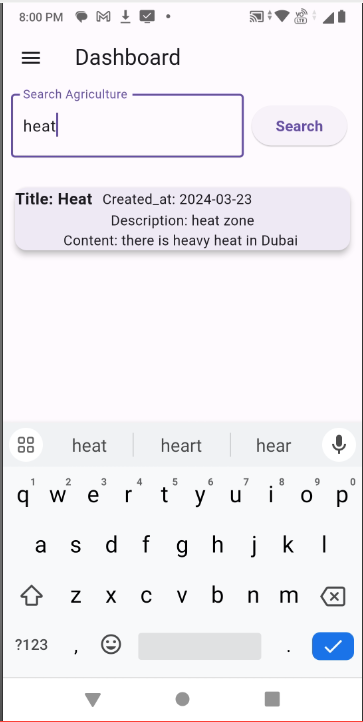 8:00 PM
Dashboard
Search Agriculture
heat
Search
Title: Heat Created_at: 2024-03-23
Description: heat zone
Content: there is heavy heat in Dubai
heat heart hear
1 2 3 4 5 6 7 8 9 0
q w e r t y u i o p
a s d f g h j k l
z x c v b n m
?123 , .